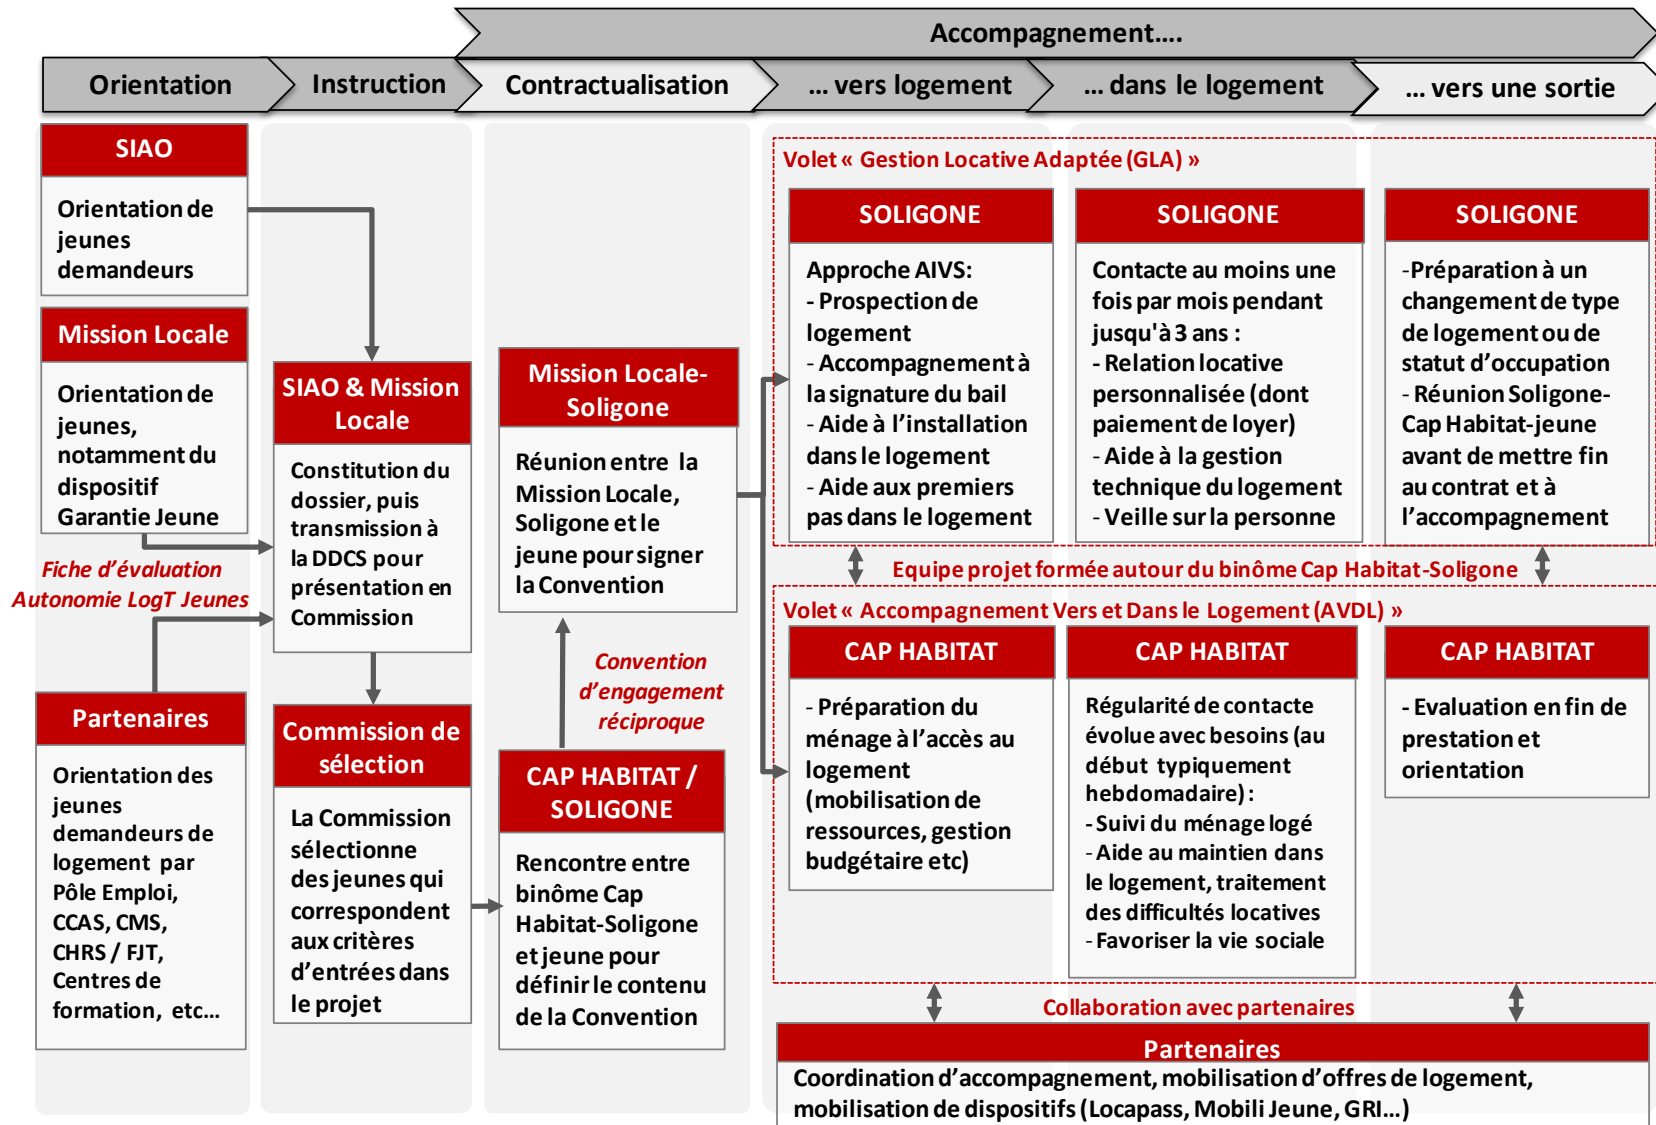 Accompagnement....
Orientation
Instruction
Contractualisation
... vers logement
... dans le logement
... vers une sortie
SIAO
Orientation de
jeunes
demandeurs
Mission Locale
Orientation de
jeunes,
notamment du
dispositif
Garantie Jeune
Fiche d’évaluation
Autonomie LogT Jeunes
Partenaires
Orientation des
jeunes
demandeurs de
logement par
Pôle Emploi,
CCAS, CMS,
CHRS / FJT,
Centres de
formation, etc…
SIAO & Mission
Locale
Constitution du
dossier, puis
transmission à
la DDCS pour
présentation en
Commission
Commission de
sélection
La Commission
sélectionne
des jeunes qui
correspondent
aux critères
d’entrées dans
le projet
Mission Locale-
Soligone
Réunion entre la
Mission Locale,
Soligone et le
jeune pour signer
la Convention
Convention
d’engagement
réciproque
CAP HABITAT /
SOLIGONE
Rencontre entre
binôme Cap
Habitat-Soligone
et jeune pour
définir le contenu
de la Convention
Volet « Gestion Locative Adaptée (GLA) »
SOLIGONE
Approche AIVS:
- Prospection de
logement
- Accompagnement à
la signature du bail
- Aide à l’installation
dans le logement
- Aide aux premiers
pas dans le logement
SOLIGONE
Contacte au moins une
fois par mois pendant
jusqu'à 3 ans :
- Relation locative
personnalisée (dont
paiement de loyer)
- Aide à la gestion
technique du logement
- Veille sur la personne
SOLIGONE
-Préparation à un
changement de type
de logement ou de
statut d’occupation
- Réunion Soligone-
Cap Habitat-jeune
avant de mettre fin
au contrat et à
l’accompagnement
Equipe projet formée autour du binôme Cap Habitat-Soligone
Volet « Accompagnement Vers et Dans le Logement (AVDL) »
CAP HABITAT
- Préparation du
ménage à l’accès au
logement
(mobilisation de
ressources, gestion
budgétaire etc)
CAP HABITAT
Régularité de contacte
évolue avec besoins (au
début typiquement
hebdomadaire) :
- Suivi du ménage logé
- Aide au maintien dans
le logement, traitement
des difficultés locatives
- Favoriser la vie sociale
CAP HABITAT
- Evaluation en fin de
prestation et
orientation
Collaboration avec partenaires
Partenaires
Coordination d’accompagnement, mobilisation d’offres de logement,
mobilisation de dispositifs (Locapass, Mobili Jeune, GRI…)